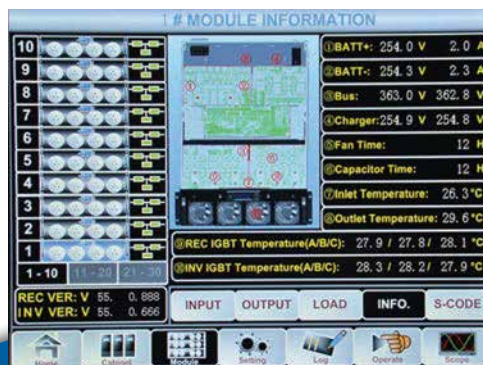 1 # MODULE INFORMATION
10
9
8
7
6
5
4
3
2
1
1 - 10 11 - 20 21 - 30
①BATT+: 254.0 V 2.0 A
②BATT-: 254.3 V 2.3 A
③Bus: 363.0 V 362.8 V
④Charger: 254.9 V 254.8 V
⑤Fan Time: 12 H
⑥Capacitor Time: 12 H
⑦Inlet Temperature: 26.3 °C
⑧Outlet Temperature: 29.6 °C
⑨REC IGBT Temperature(A/B/C): 27.9 / 27.8 / 28.1 °C
⑩INV IGBT Temperature(A/B/C): 28.3 / 28.2 / 27.9 °C
REC VER: V 55. 0.888
INV VER: V 55. 0.666
INPUT OUTPUT LOAD INFO. S-CODE
Home Cabinet Module Setting Log Operate Scope